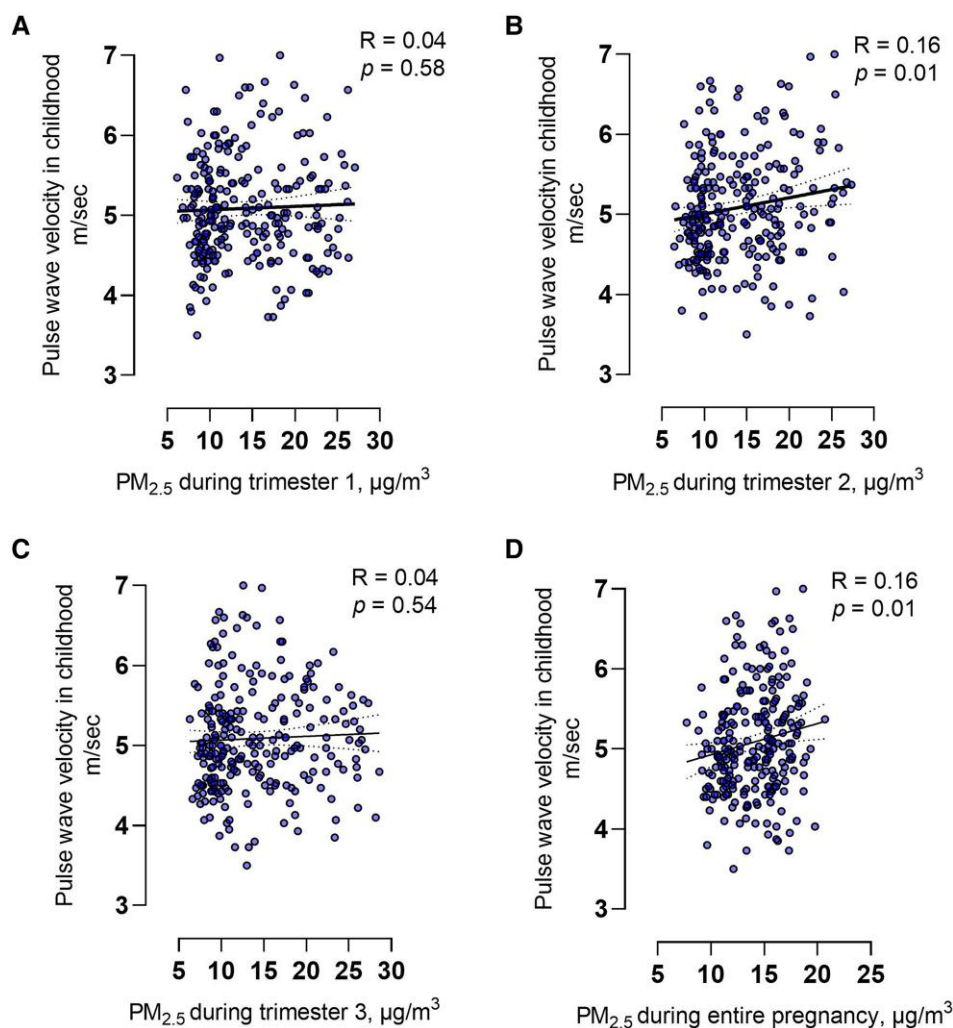 A
R = 0.04
p = 0.58
Pulse wave velocity in childhood
m/sec
7
6
5
4
3
5 10 15 20 25 30
PM2.5 during trimester 1, µg/m³
B
R = 0.16
p = 0.01
Pulse wave velocityin childhood
m/sec
7
6
5
4
3
5 10 15 20 25 30
PM2.5 during trimester 2, µg/m³
C
R = 0.04
p = 0.54
Pulse wave velocity in childhood
m/sec
7
6
5
4
3
5 10 15 20 25 30
PM2.5 during trimester 3, µg/m³
D
R = 0.16
p = 0.01
Pulse wave velocity in childhood
m/sec
7
6
5
4
3
5 10 15 20 25
PM2.5 during entire pregnancy, µg/m³